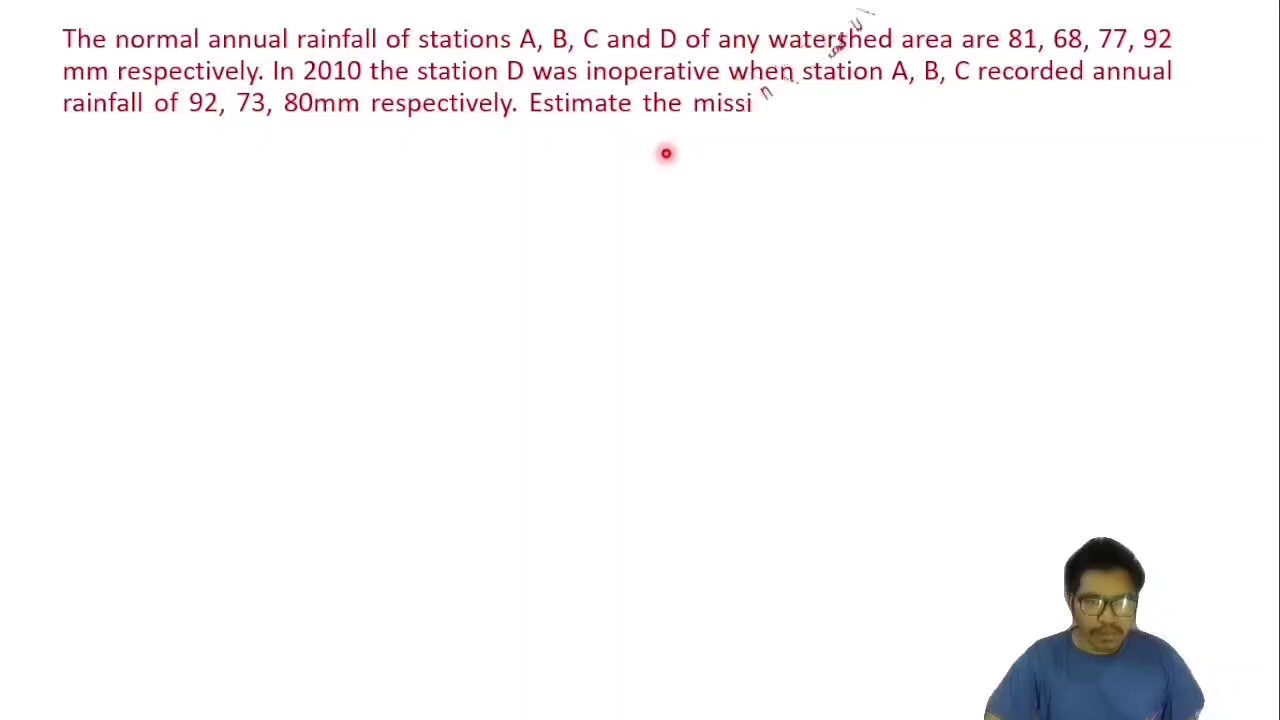 The normal annual rainfall of stations A, B, C and D of any watershed area are 81, 68, 77, 92
mm respectively. In 2010 the station D was inoperative when station A, B, C recorded annual
rainfall of 92, 73, 80mm respectively. Estimate the missi